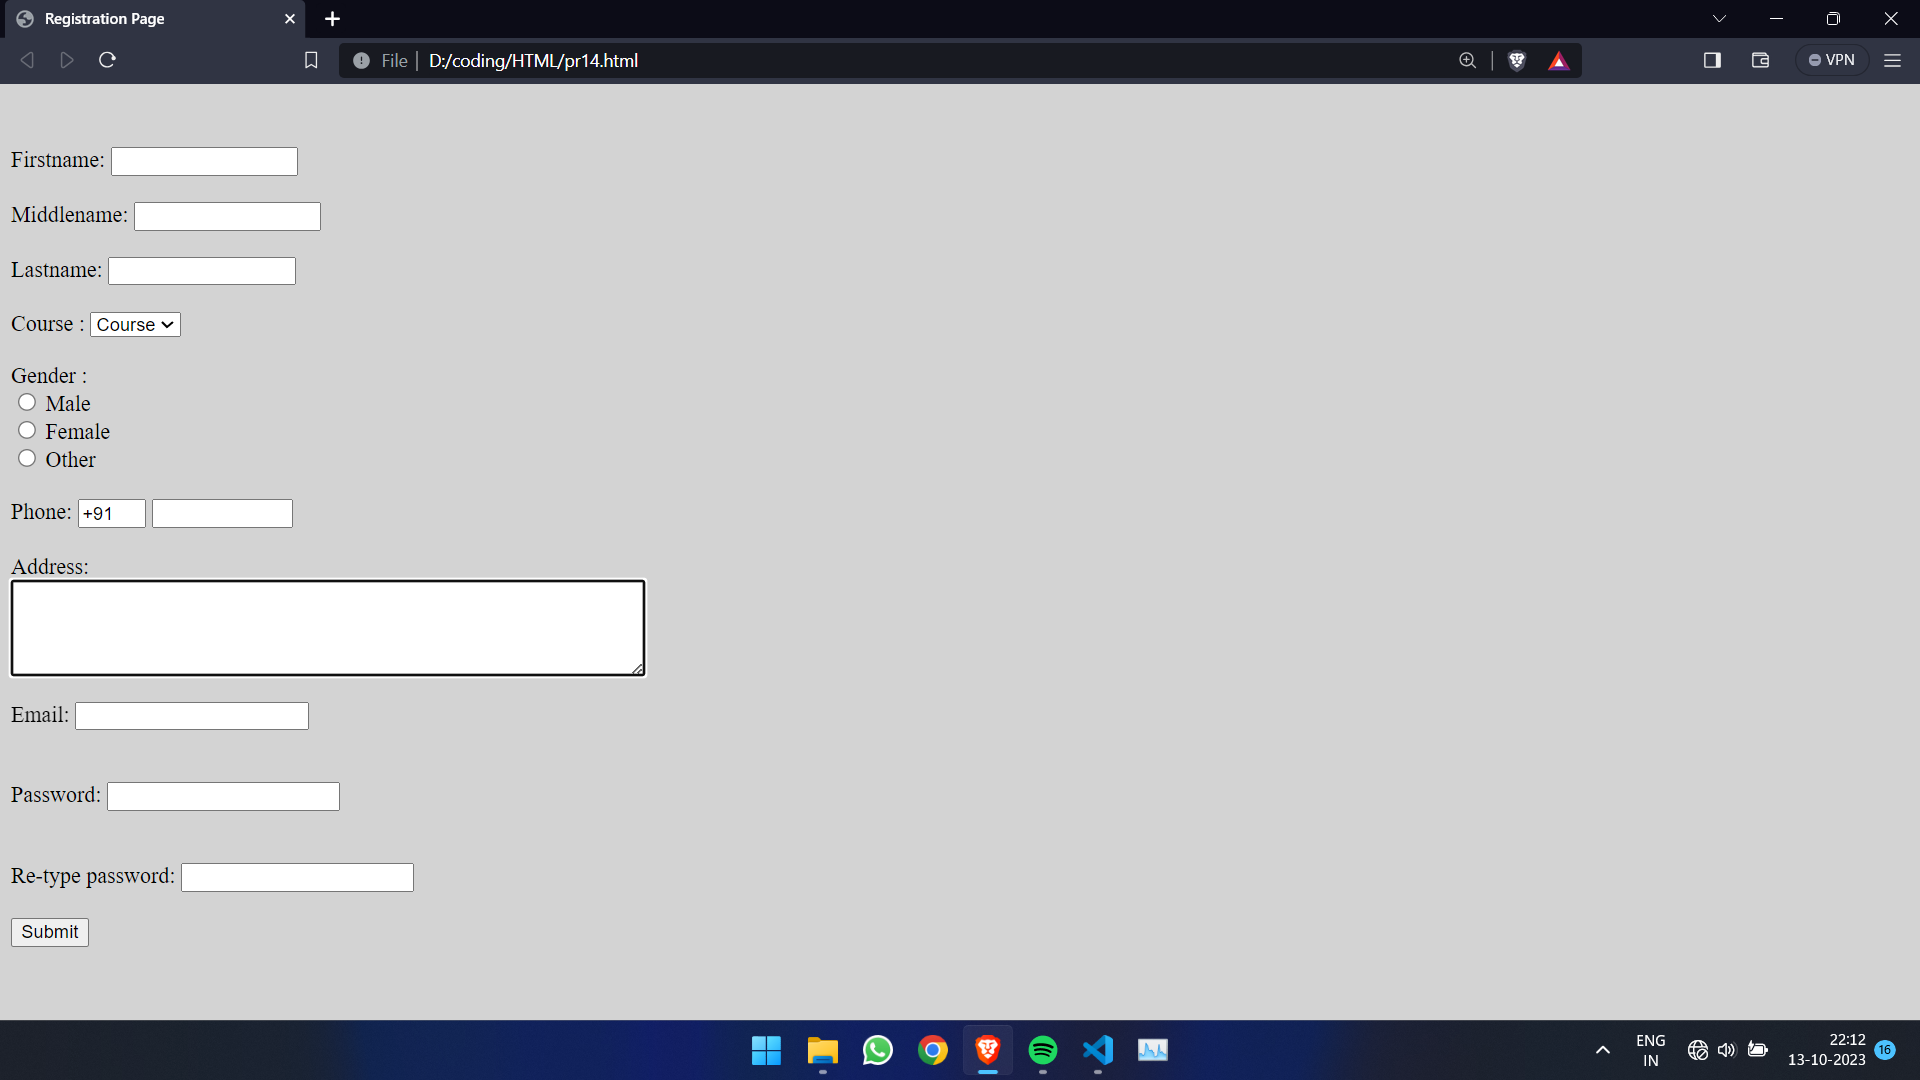 Registration Page
File D:/coding/HTML/pr14.html
VPN
Firstname:
Middlename:
Lastname:
Course : Course
Gender :
Male
Female
Other
Phone: +91
Address:
Email:
Password:
Re-type password:
Submit
ENG
IN
22:12
13-10-2023
16